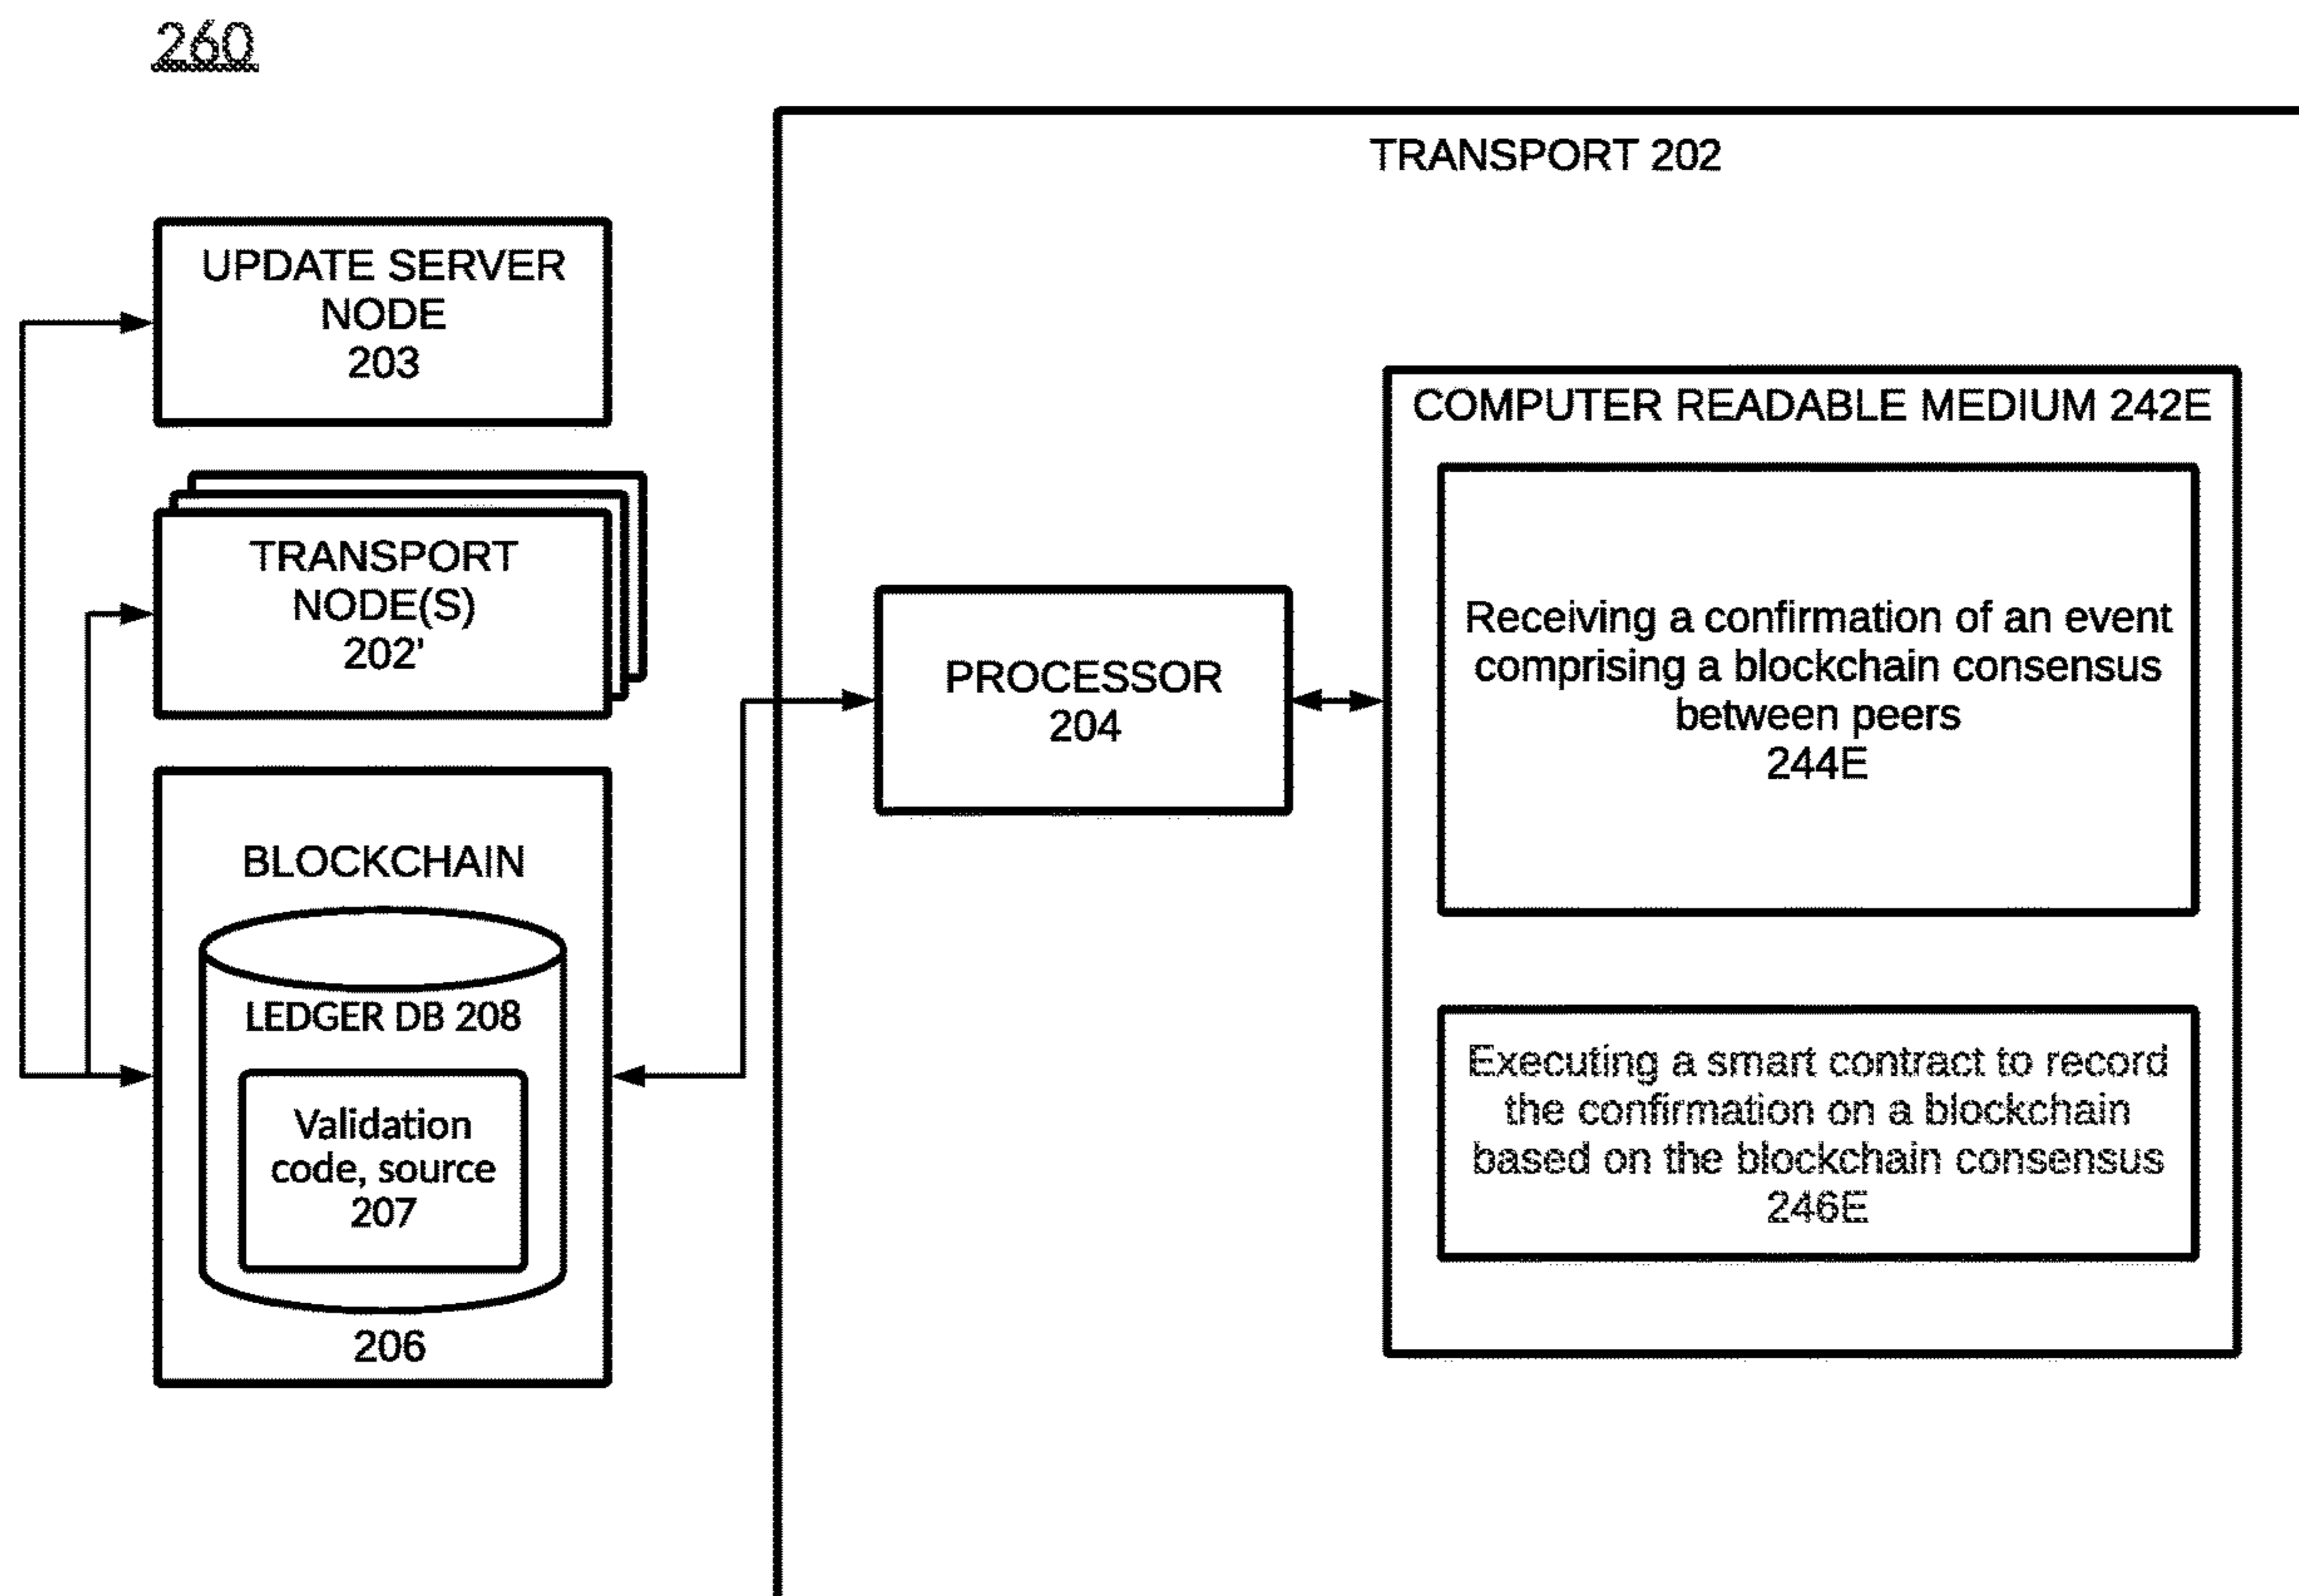 260
TRANSPORT 202
UPDATE SERVER
NODE
203
TRANSPORT
NODE(S)
202’
BLOCKCHAIN
LEDGER DB 208
Validation
code, source
207
206
PROCESSOR
204
COMPUTER READABLE MEDIUM 242E
Receiving a confirmation of an event
comprising a blockchain consensus
between peers
244E
Executing a smart contract to record
the confirmation on a blockchain
based on the blockchain consensus
246E